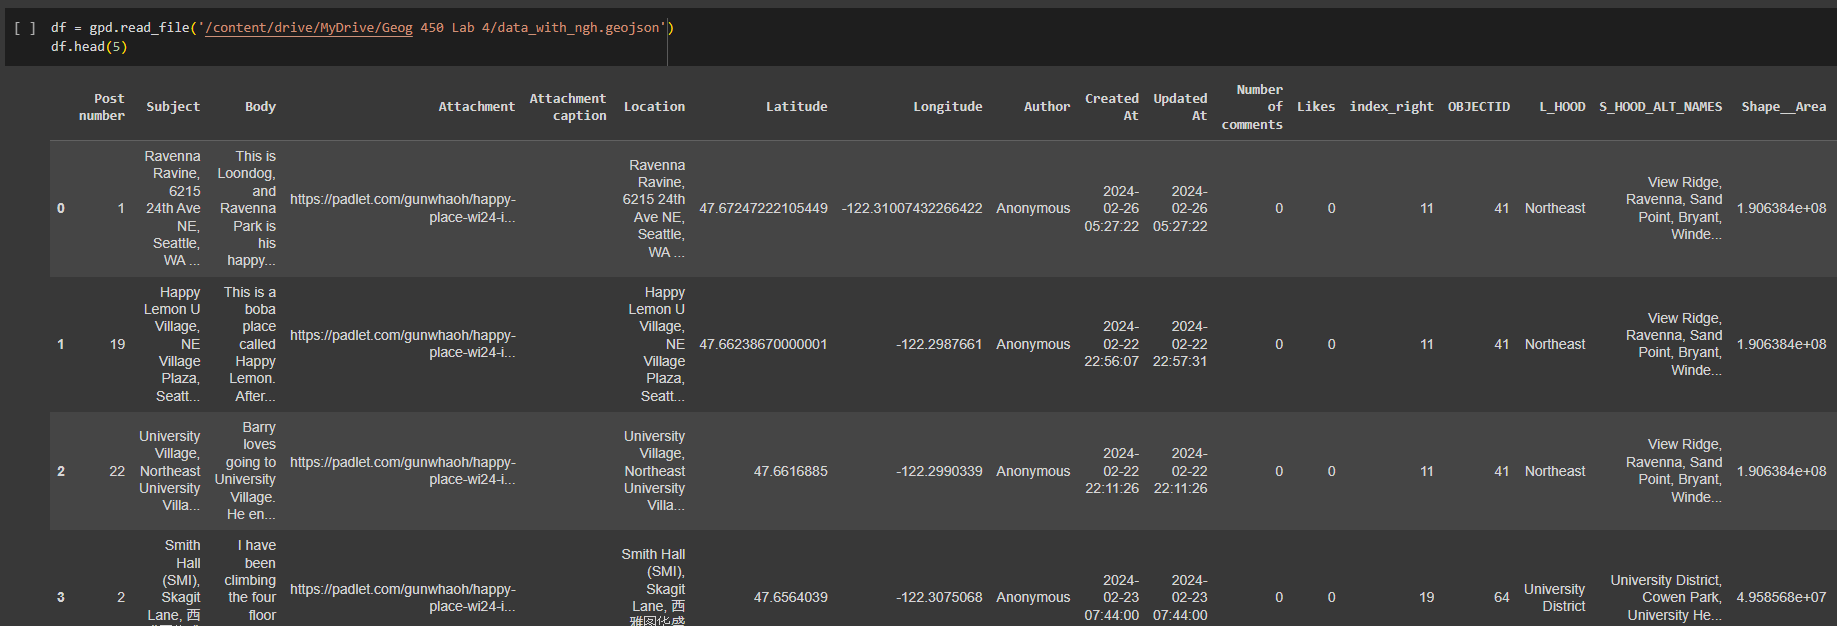 [ ] df = gpd.read_file('/content/drive/MyDrive/Geog 450 Lab 4/data_with_ngh.geojson')
df.head(5)
Post number Subject Body Attachment Attachment caption Location Latitude Longitude Author Created At Updated At Number of comments Likes index_right OBJECTID L_HOOD S_HOOD_ALT_NAMES Shape__Area
0 1 Ravenna Ravine, 6215 24th Ave NE, Seattle, WA ... This is Loondog, and Ravenna Park is his happy... https://padlet.com/gunwhaoh/happy-place-wi24-i... Ravenna Ravine, 6215 24th Ave NE, Seattle, WA ... 47.67247222105449 -122.31007432266422 Anonymous 2024-02-26 05:27:22 2024-02-26 05:27:22 0 0 11 41 Northeast View Ridge, Ravenna, Sand Point, Bryant, Winde... 1.906384e+08
1 19 Happy Lemon U Village, NE Village Plaza, Seatt... This is a boba place called Happy Lemon. After... https://padlet.com/gunwhaoh/happy-place-wi24-i... Happy Lemon U Village, NE Village Plaza, Seatt... 47.66238670000001 -122.2987661 Anonymous 2024-02-22 22:56:07 2024-02-22 22:57:31 0 0 11 41 Northeast View Ridge, Ravenna, Sand Point, Bryant, Winde... 1.906384e+08
2 22 University Village, Northeast University Villa... Barry loves going to University Village. He en... https://padlet.com/gunwhaoh/happy-place-wi24-i... University Village, Northeast University Villa... 47.6616885 -122.2990339 Anonymous 2024-02-22 22:11:26 2024-02-22 22:11:26 0 0 11 41 Northeast View Ridge, Ravenna, Sand Point, Bryant, Winde... 1.906384e+08
3 2 Smith Hall (SMI), Skagit Lane, 西 I have been climbing the four floor https://padlet.com/gunwhaoh/happy-place-wi24-i... Smith Hall (SMI), Skagit Lane, 西雅图华盛 47.6564039 -122.3075068 Anonymous 2024-02-23 07:44:00 2024-02-23 07:44:00 0 0 19 64 University District University District, Cowen Park, University He... 4.958568e+07